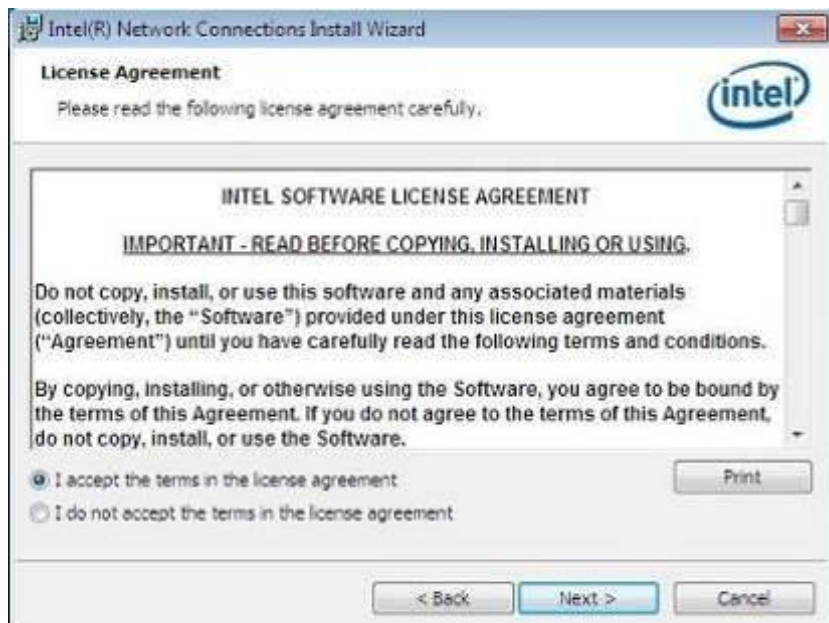 Intel(R) Network Connections Install Wizard
License Agreement
Please read the following license agreement carefully.
intel
INTEL SOFTWARE LICENSE AGREEMENT
IMPORTANT - READ BEFORE COPYING, INSTALLING OR USING.
Do not copy, install, or use this software and any associated materials
(collectively, the “Software”) provided under this license agreement
(“Agreement”) until you have carefully read the following terms and conditions.
By copying, installing, or otherwise using the Software, you agree to be bound by
the terms of this Agreement. If you do not agree to the terms of this Agreement,
do not copy, install, or use the Software.
I accept the terms in the license agreement
Print
I do not accept the terms in the license agreement
< Back
Next >
Cancel